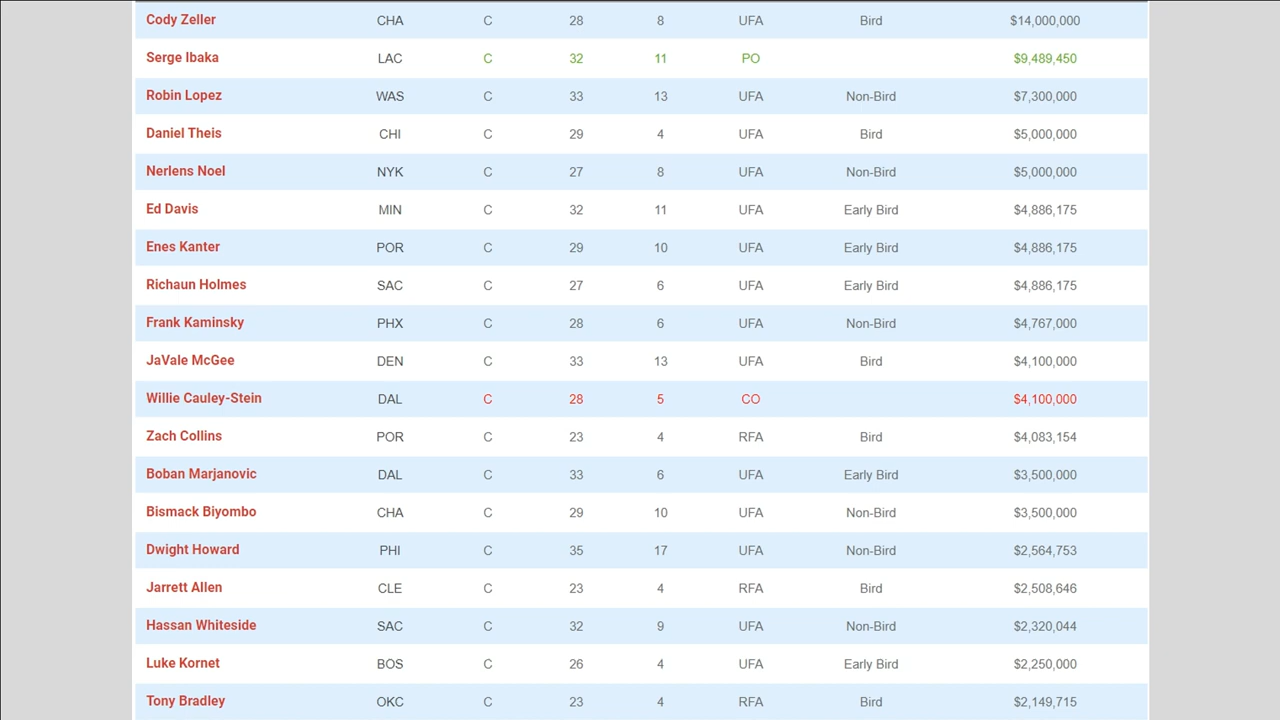 Cody Zeller CHA C 28 8 UFA Bird $14,000,000
Serge Ibaka LAC C 32 11 PO $9,489,450
Robin Lopez WAS C 33 13 UFA Non-Bird $7,300,000
Daniel Theis CHI C 29 4 UFA Bird $5,000,000
Nerlens Noel NYK C 27 8 UFA Non-Bird $5,000,000
Ed Davis MIN C 32 11 UFA Early Bird $4,886,175
Enes Kanter POR C 29 10 UFA Early Bird $4,886,175
Richaun Holmes SAC C 27 6 UFA Early Bird $4,886,175
Frank Kaminsky PHX C 28 6 UFA Non-Bird $4,767,000
JaVale McGee DEN C 33 13 UFA Bird $4,100,000
Willie Cauley-Stein DAL C 28 5 CO $4,100,000
Zach Collins POR C 23 4 RFA Bird $4,083,154
Boban Marjanovic DAL C 33 6 UFA Early Bird $3,500,000
Bismack Biyombo CHA C 29 10 UFA Non-Bird $3,500,000
Dwight Howard PHI C 35 17 UFA Non-Bird $2,564,753
Jarrett Allen CLE C 23 4 RFA Bird $2,508,646
Hassan Whiteside SAC C 32 9 UFA Non-Bird $2,320,044
Luke Kornet BOS C 26 4 UFA Early Bird $2,250,000
Tony Bradley OKC C 23 4 RFA Bird $2,149,715